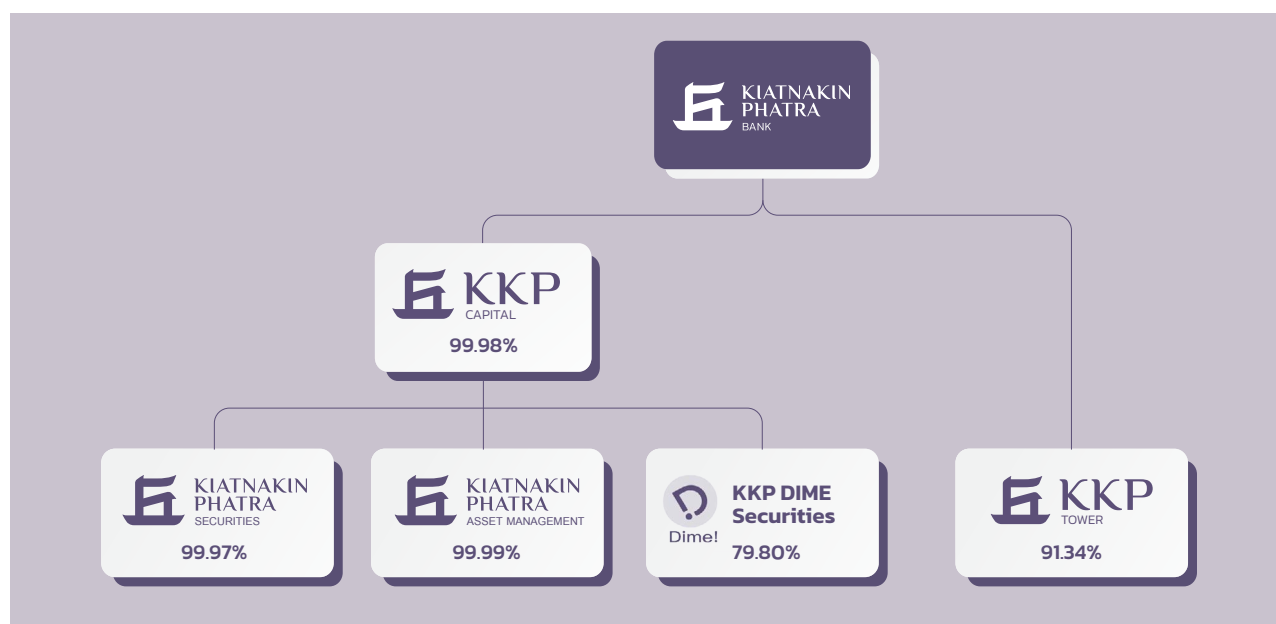 KIATNAKIN
PHATRA
BANK
KKP
CAPITAL
99.98%
KIATNAKIN
PHATRA
SECURITIES
99.97%
KIATNAKIN
PHATRA
ASSET MANAGEMENT
99.99%
Dime!
KKP DIME
Securities
79.80%
KKP
TOWER
91.34%